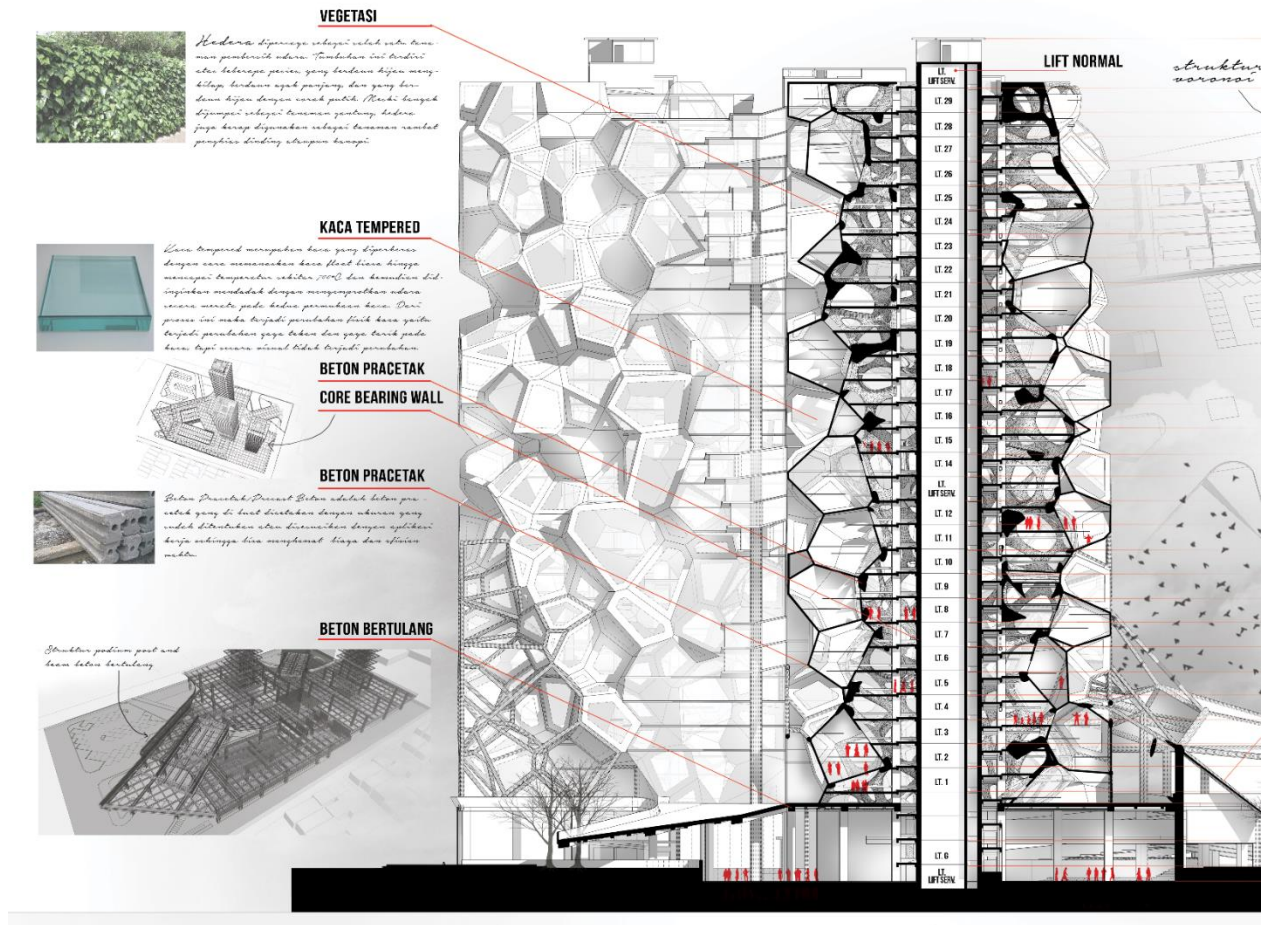 VEGETASI
Hedera dipercaya sebagai salah satu tana-
man pembersih udara. Tumbuhan ini terdiri
atas beberapa varian yang berdaun hijau meng-
kilap, berdaun agak panjang, dan yang ber-
daun hijau dengan corak putih. Meski banyak
dijumpai sebagai tanaman gantung, hedera
juga kerap digunakan sebagai tanaman rambat
penghias dinding ataupun kanopi.
KACA TEMPERED
Kaca tempered merupakan kaca yang diperkeras
dengan cara memanaskan kaca float biasa hingga
mencapai temperatur sekitar 700°C dan kemudian did-
inginkan mendadak dengan menyemprotkan udara
secara merata pada kedua permukaan kaca. Dari
proses ini maka terjadi perubahan fisik kaca yaitu
terjadi perubahan gaya tekan dan gaya tarik pada
kaca, tapi secara visual tidak terjadi perubahan.
BETON PRACETAK
CORE BEARING WALL
BETON PRACETAK
Beton Pracetak/Precast Beton adalah beton pra-
cetak yang di buat dicetakan dengan ukuran yang
sudah ditentukan atau disesuaikan dengan aplikasi
kerja sehingga bisa menghemat biaya dan efisien
waktu.
BETON BERTULANG
Struktur podium post and
beam beton bertulang
LIFT NORMAL
struktur
voronoi
LT.
LIFT SERV.
LT. 29
LT. 28
LT. 27
LT. 26
LT. 25
LT. 24
LT. 23
LT. 22
LT. 21
LT. 20
LT. 19
LT. 18
LT. 17
LT. 16
LT. 15
LT. 14
LT.
LIFT SERV.
LT. 12
LT. 11
LT. 10
LT. 9
LT. 8
LT. 7
LT. 6
LT. 5
LT. 4
LT. 3
LT. 2
LT. 1
LT. G
LT.
LIFT SERV.